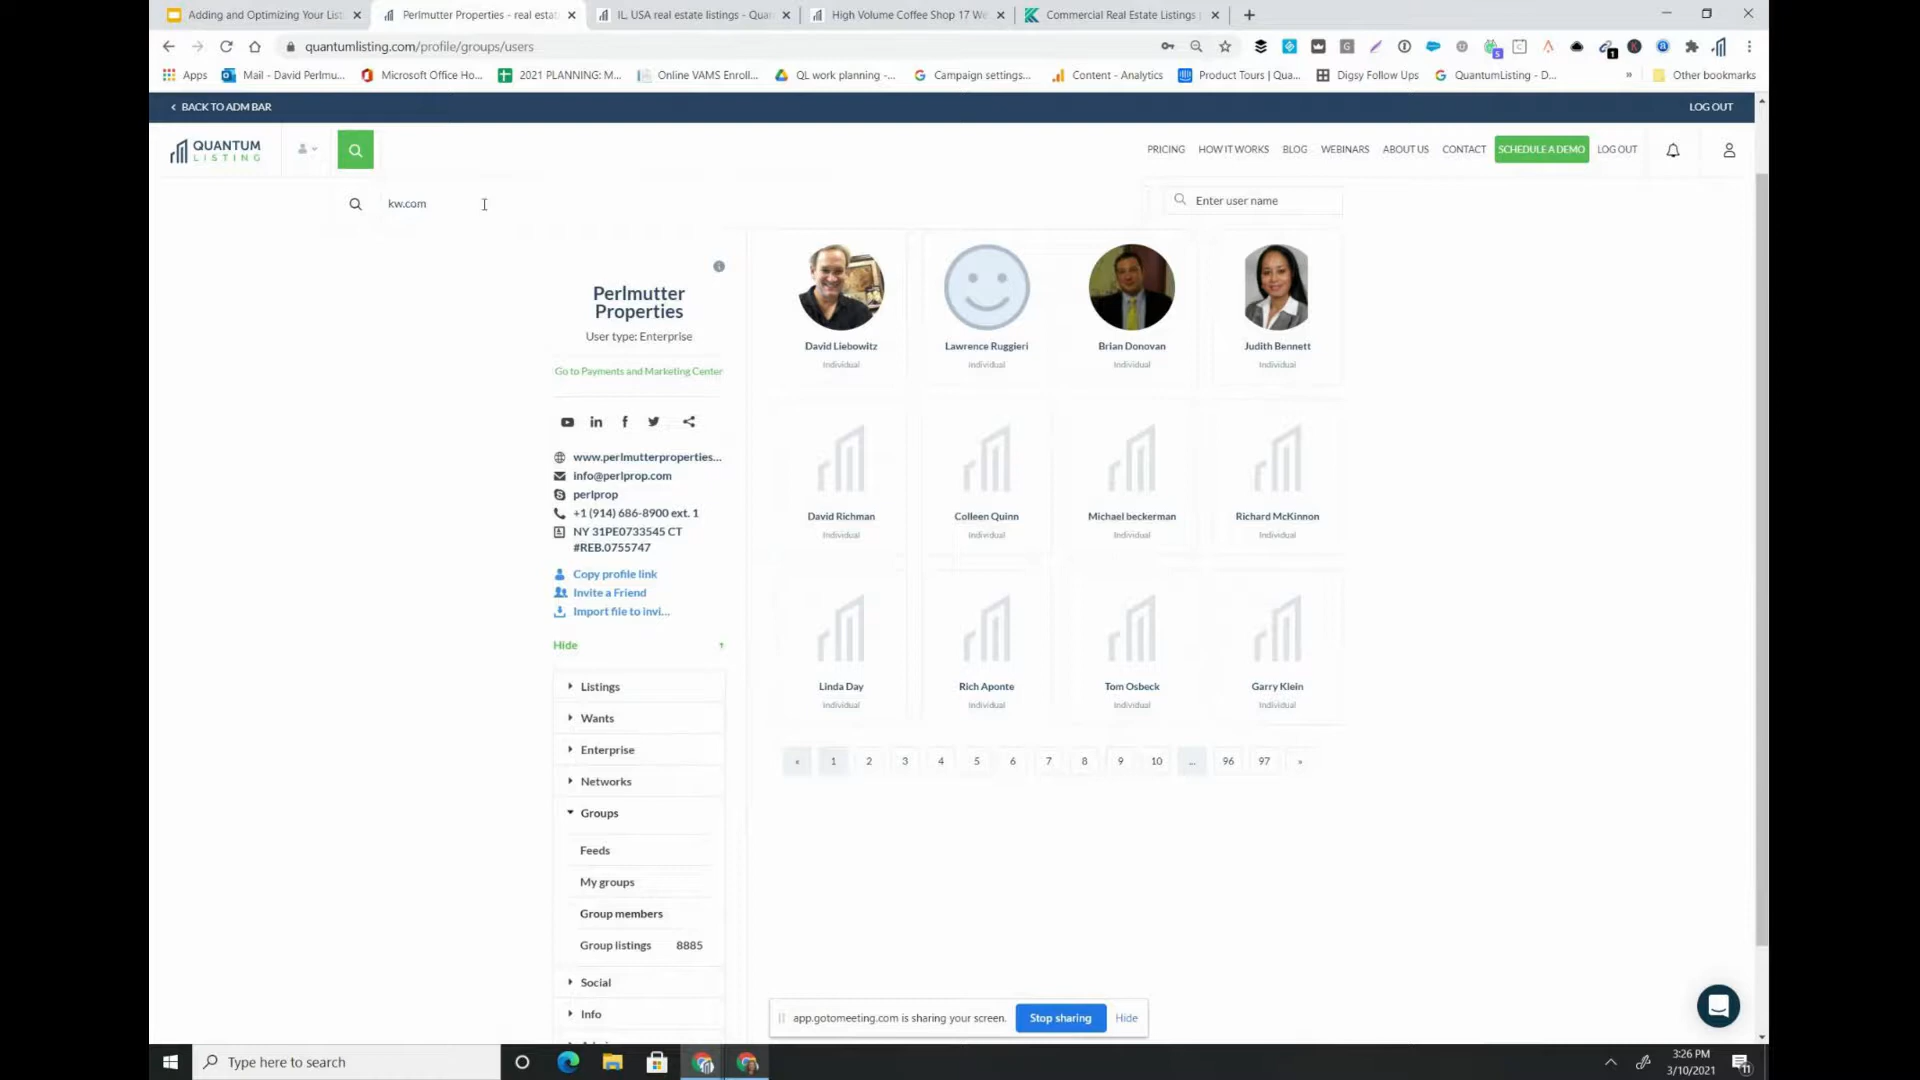 Adding and Optimizing Your List
Perlmutter Properties - real estat
IL, USA real estate listings - Quan
High Volume Coffee Shop 17 We
Commercial Real Estate Listings
quantumlisting.com/profile/groups/users
Apps
Mail - David Perlmu...
Microsoft Office Ho...
2021 PLANNING: M...
Online VAMS Enroll...
QL work planning -...
Campaign settings...
Content - Analytics
Product Tours | Qua...
Digsy Follow Ups
QuantumListing - D...
»
Other bookmarks
< BACK TO ADM BAR
LOG OUT
QUANTUM
LISTING
PRICING
HOW IT WORKS
BLOG
WEBINARS
ABOUT US
CONTACT
SCHEDULE A DEMO
LOG OUT
kw.com
Enter user name
Perlmutter
Properties
User type: Enterprise
Go to Payments and Marketing Center
www.perlmutterproperties...
info@perlprop.com
perlprop
+1 (914) 686-8900 ext. 1
NY 31PE0733545 CT
#REB.0755747
Copy profile link
Invite a Friend
Import file to invi...
Hide
Listings
Wants
Enterprise
Networks
Groups
Feeds
My groups
Group members
Group listings 8885
Social
Info
David Liebowitz
Individual
Lawrence Ruggieri
Individual
Brian Donovan
Individual
Judith Bennett
Individual
David Richman
Individual
Colleen Quinn
Individual
Michael beckerman
Individual
Richard McKinnon
Individual
Linda Day
Individual
Rich Aponte
Individual
Tom Osbeck
Individual
Garry Klein
Individual
« 1 2 3 4 5 6 7 8 9 10 ... 96 97 »
app.gotomeeting.com is sharing your screen.
Stop sharing
Hide
Type here to search
3:26 PM
3/10/2021